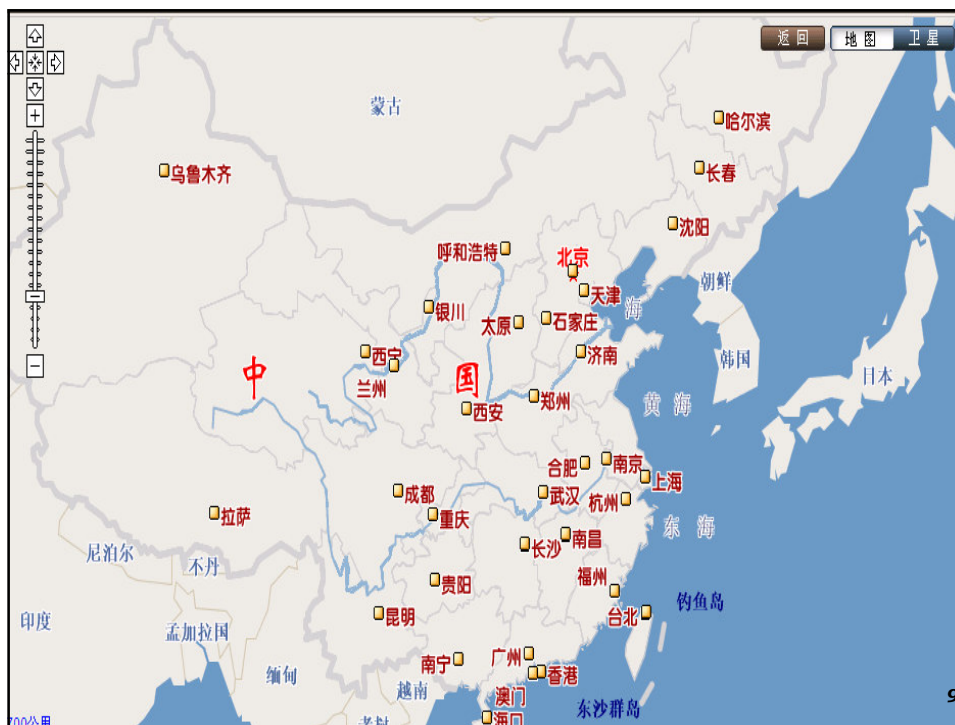 返回
地图
卫星
蒙古
哈尔滨
乌鲁木齐
长春
沈阳
呼和浩特
北京
朝鲜
天津
海
银川
太原
石家庄
西宁
济南
韩国
中
国
兰州
日本
西安
郑州
黄海
合肥
南京
上海
成都
武汉
杭州
拉萨
重庆
东海
长沙
南昌
尼泊尔
不丹
贵阳
福州
钓鱼岛
印度
昆明
台北
孟加拉国
南宁
广州
缅甸
越南
香港
澳门
东沙群岛
海口
700公里
9